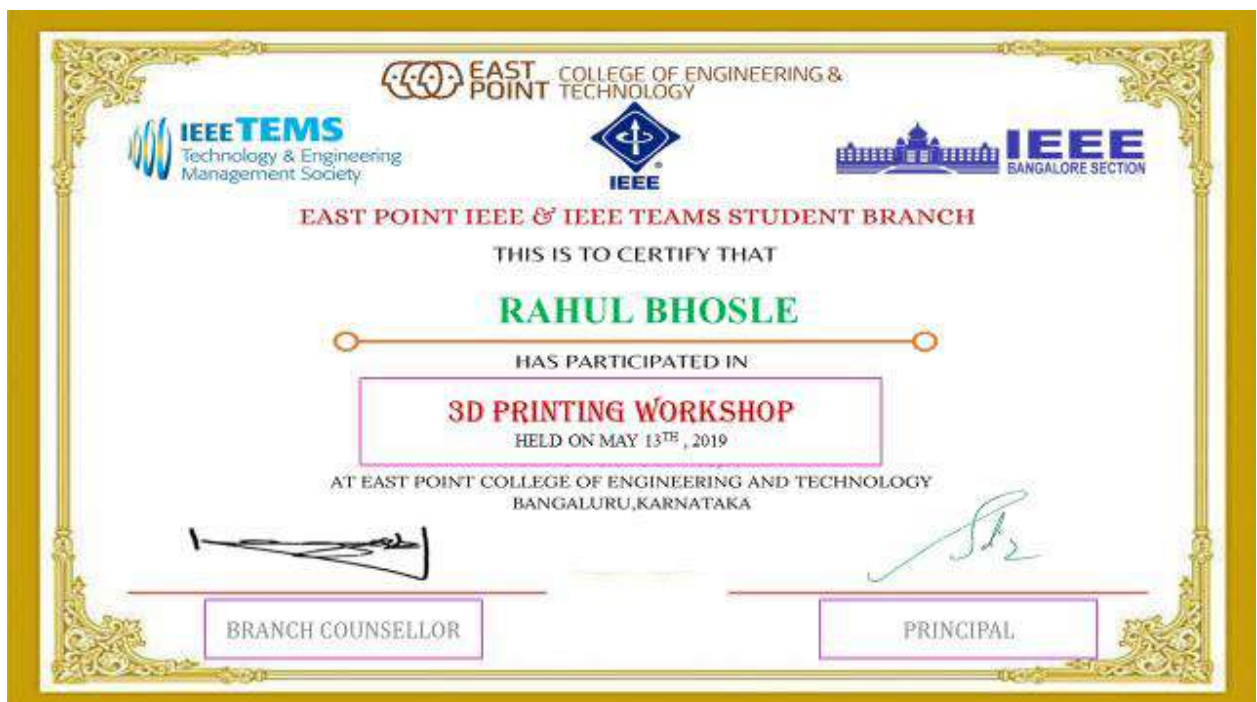 EAST POINT COLLEGE OF ENGINEERING & TECHNOLOGY
IEEE TEMS
Technology & Engineering
Management Society
IEEE
IEEE
BANGALORE SECTION
EAST POINT IEEE & IEEE TEAMS STUDENT BRANCH
THIS IS TO CERTIFY THAT
RAHUL BHOSLE
HAS PARTICIPATED IN
3D PRINTING WORKSHOP
HELD ON MAY 13TH , 2019
AT EAST POINT COLLEGE OF ENGINEERING AND TECHNOLOGY
BANGALURU,KARNATAKA
BRANCH COUNSELLOR
PRINCIPAL